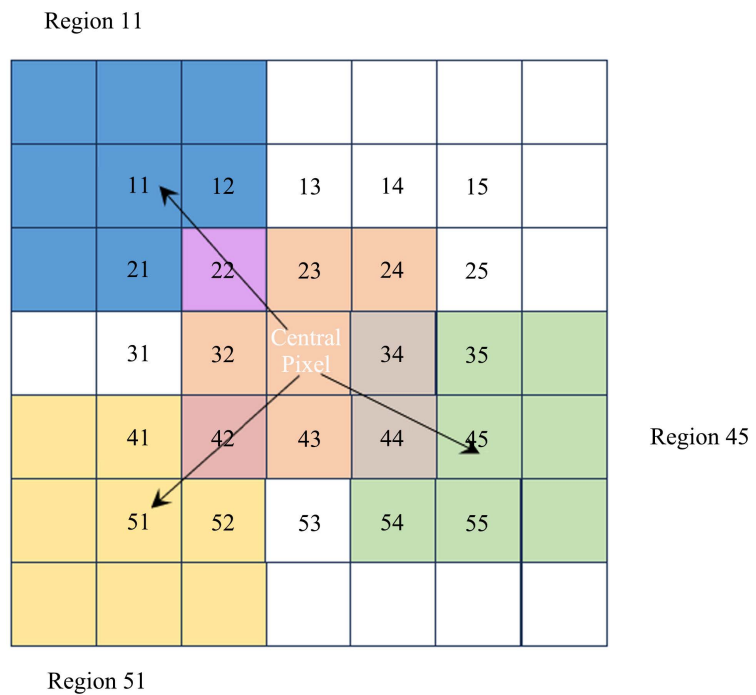 Region 11
11 12 13 14 15
21 22 23 24 25
31 32 Central Pixel 34 35
41 42 43 44 45
Region 45
51 52 53 54 55
Region 51